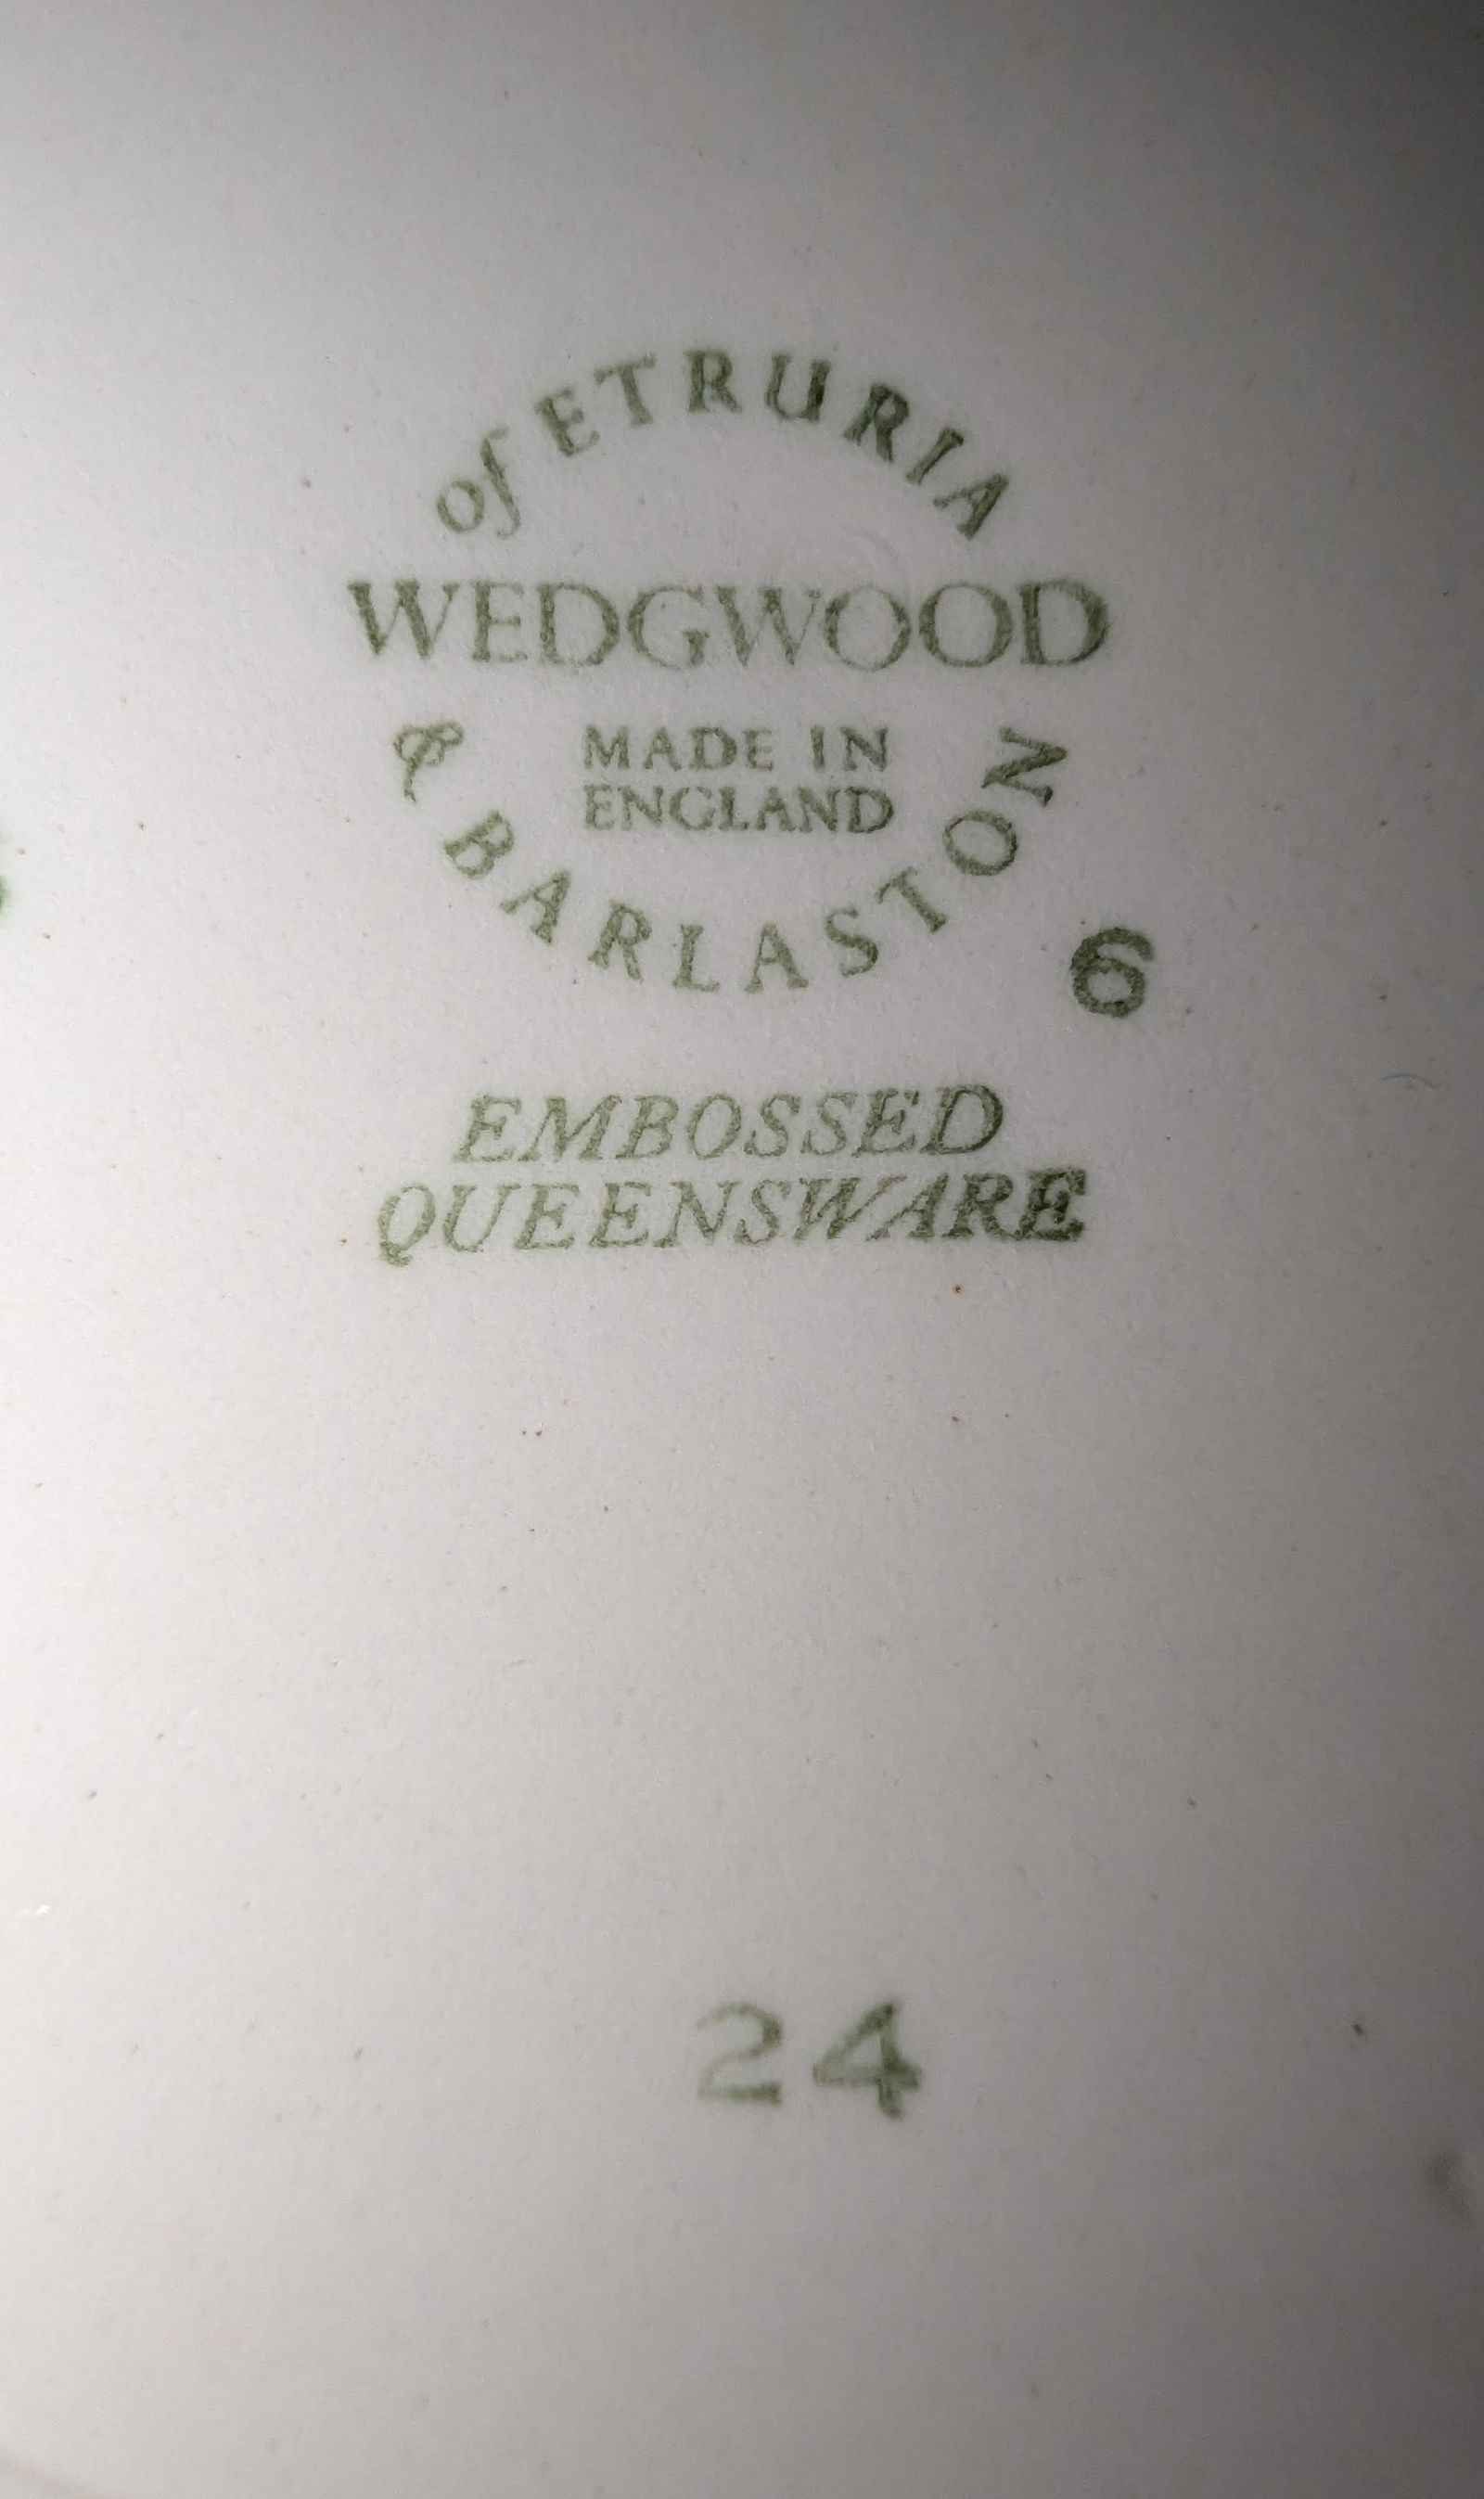 of ETRURIA
WEDGWOOD
MADE IN
ENGLAND
& BARLASTON
6
EMBOSSED
QUEENSWARE
24